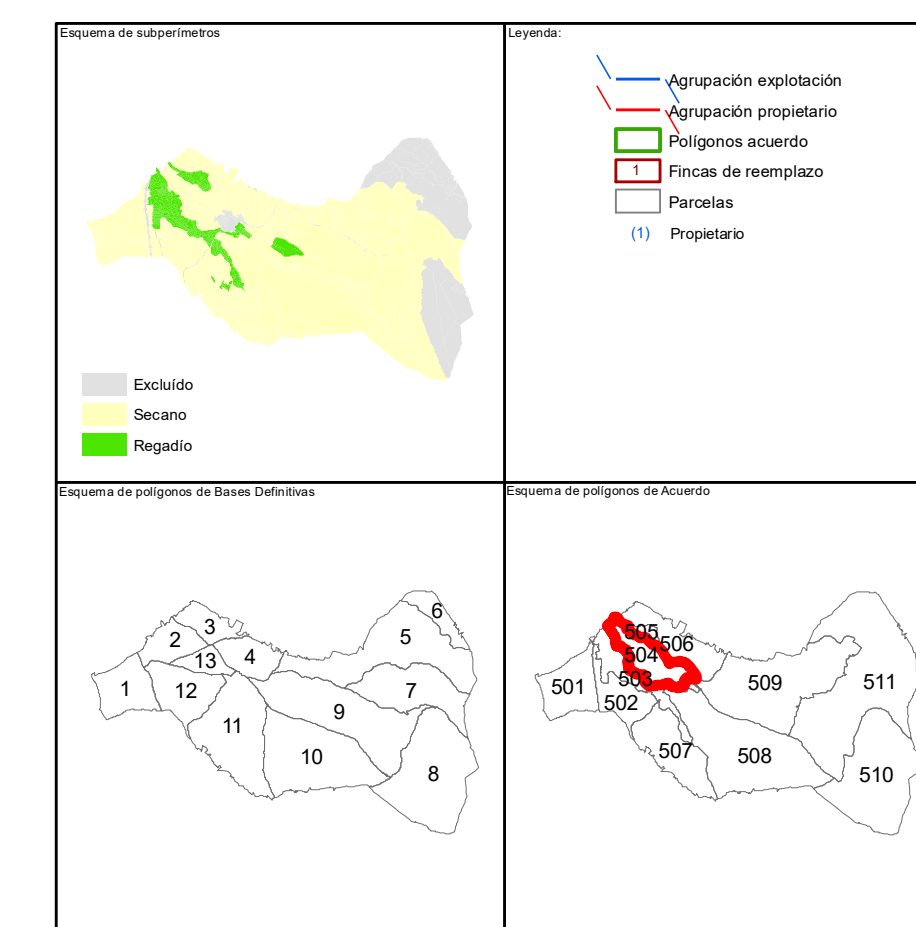 Esquema de subperímetros
Excluído
Secano
Regadío
Leyenda:
Agrupación explotación
Agrupación propietario
Polígonos acuerdo
1 Fincas de reemplazo
Parcelas
(1) Propietario
Esquema de polígonos de Bases Definitivas
6
3
5
2
13
4
1
12
7
9
11
10
8
Esquema de polígonos de Acuerdo
505
506
504
503
501
509
511
502
507
508
510